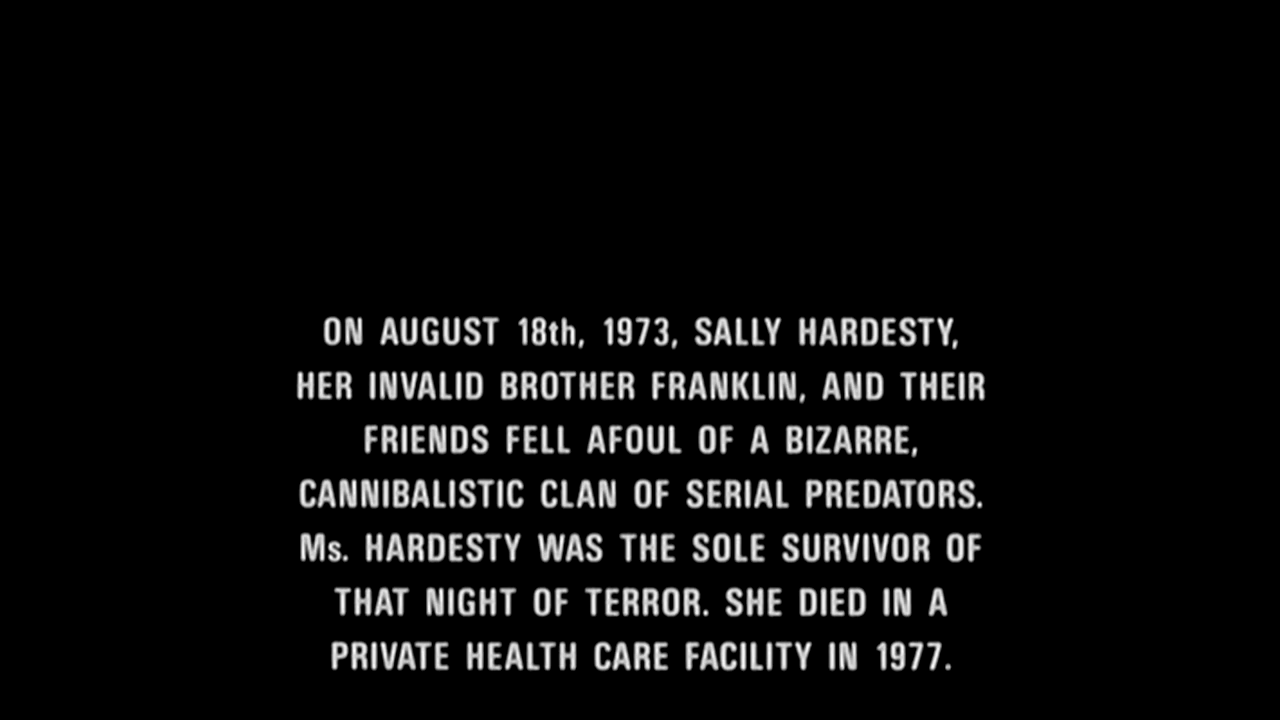 ON AUGUST 18th, 1973, SALLY HARDESTY,
HER INVALID BROTHER FRANKLIN, AND THEIR
FRIENDS FELL AFOUL OF A BIZARRE,
CANNIBALISTIC CLAN OF SERIAL PREDATORS.
Ms. HARDESTY WAS THE SOLE SURVIVOR OF
THAT NIGHT OF TERROR. SHE DIED IN A
PRIVATE HEALTH CARE FACILITY IN 1977.